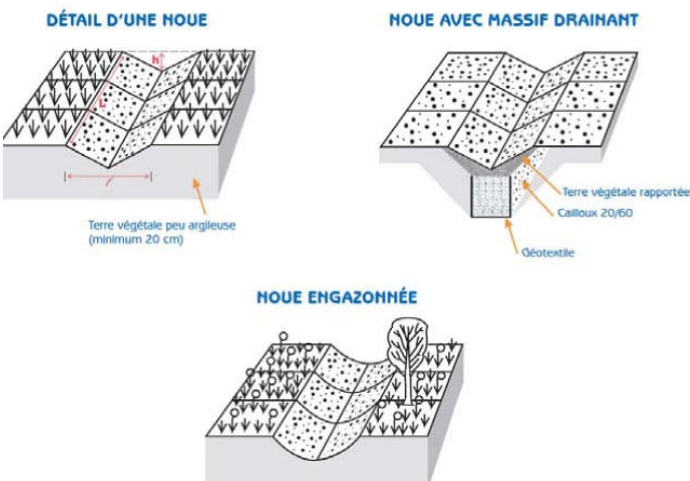 DÉTAIL D'UNE NOUE
NOUE AVEC MASSIF DRAINANT
h
L
l
Terre végétale peu argileuse
(minimum 20 cm)
Terre végétale rapportée
Cailloux 20/60
Géotextile
NOUE ENGAZONNÉE